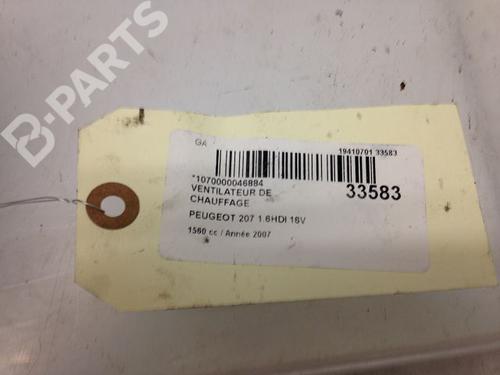 B-PARTS
GA
19410701 33583
*1070000046884
33583
VENTILATEUR DE
CHAUFFAGE
PEUGEOT 207 1.6HDI 16V
1560 cc / Année 2007